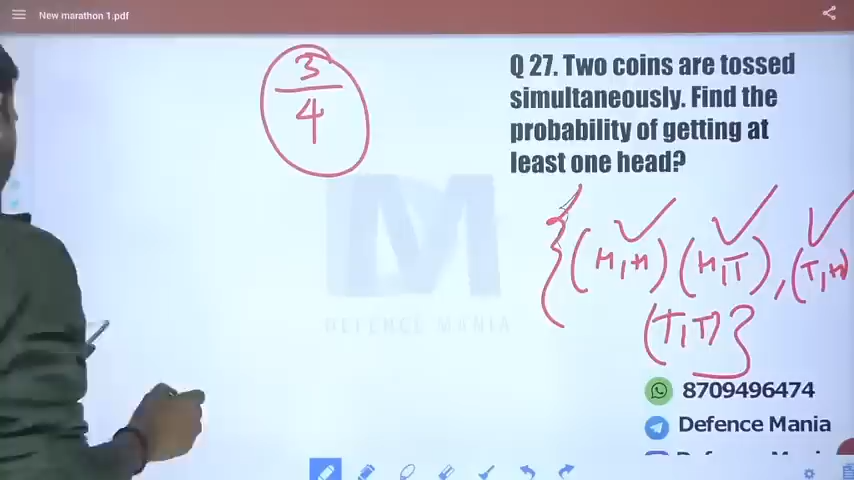 New marathon 1.pdf
3
4
Q 27. Two coins are tossed
simultaneously. Find the
probability of getting at
least one head?
{(H,H) (H,T), (T,H)
(T,T)}
DEFENCE MANIA
8709496474
Defence Mania